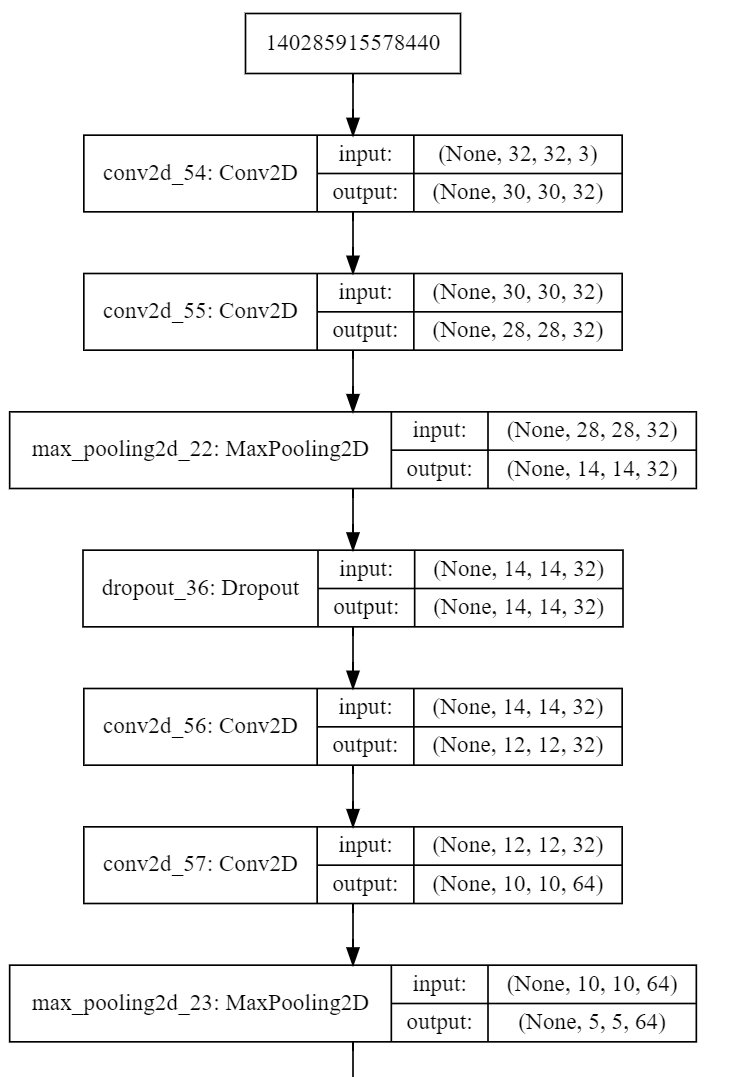 140285915578440
conv2d_54: Conv2D
input:
(None, 32, 32, 3)
output:
(None, 30, 30, 32)
conv2d_55: Conv2D
input:
(None, 30, 30, 32)
output:
(None, 28, 28, 32)
max_pooling2d_22: MaxPooling2D
input:
(None, 28, 28, 32)
output:
(None, 14, 14, 32)
dropout_36: Dropout
input:
(None, 14, 14, 32)
output:
(None, 14, 14, 32)
conv2d_56: Conv2D
input:
(None, 14, 14, 32)
output:
(None, 12, 12, 32)
conv2d_57: Conv2D
input:
(None, 12, 12, 32)
output:
(None, 10, 10, 64)
max_pooling2d_23: MaxPooling2D
input:
(None, 10, 10, 64)
output:
(None, 5, 5, 64)